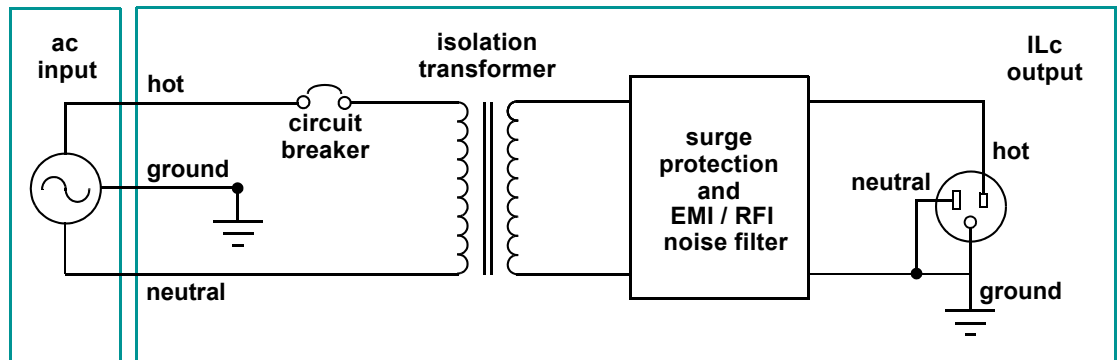 ac
input
hot
ground
neutral
circuit
breaker
isolation
transformer
surge
protection
and
EMI / RFI
noise filter
ILc
output
hot
neutral
ground